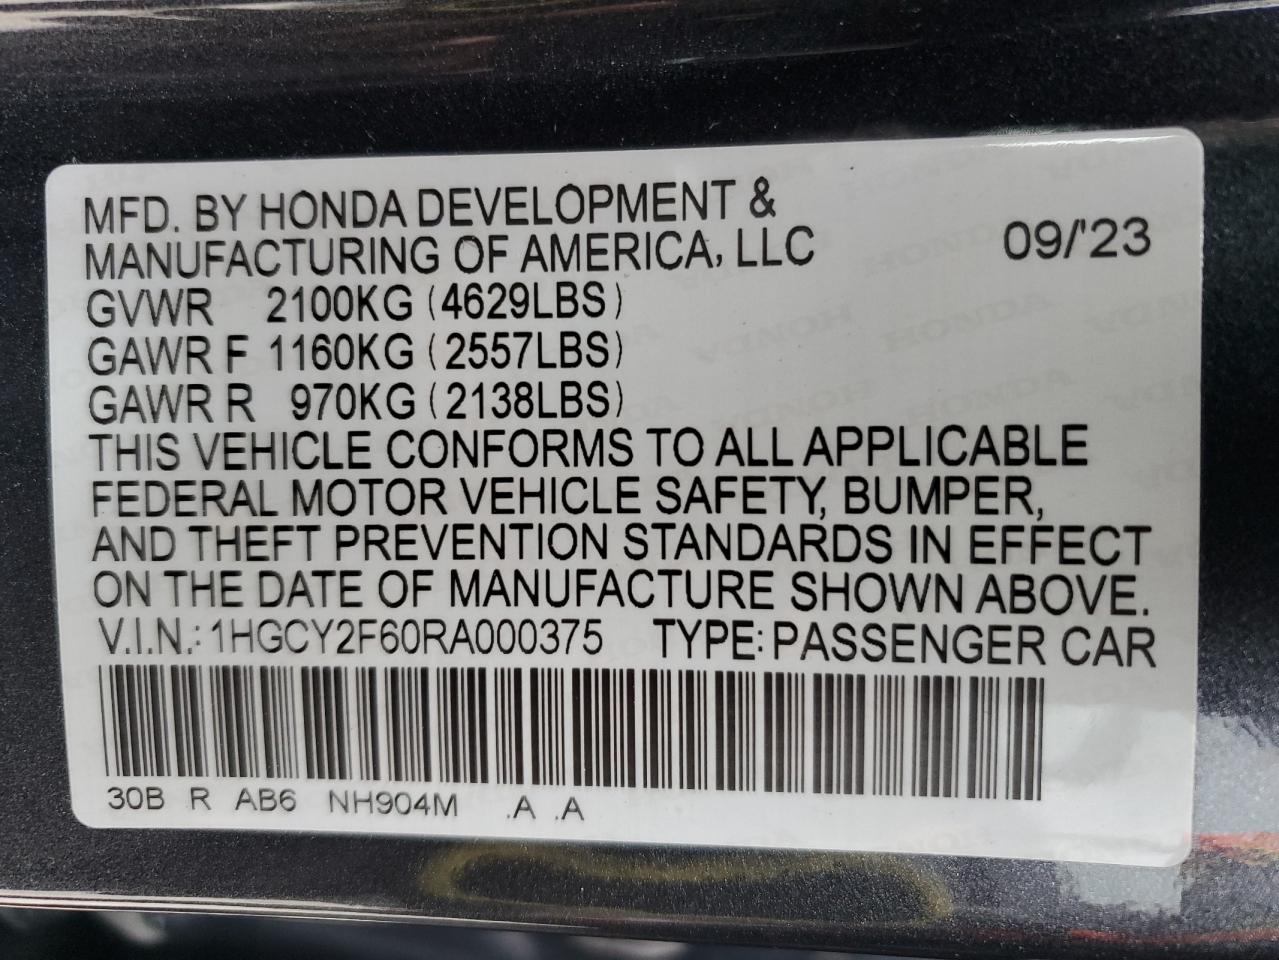 MFD. BY HONDA DEVELOPMENT &
MANUFACTURING OF AMERICA, LLC 09/'23
GVWR 2100KG (4629LBS)
GAWR F 1160KG (2557LBS)
GAWR R 970KG (2138LBS)
THIS VEHICLE CONFORMS TO ALL APPLICABLE
FEDERAL MOTOR VEHICLE SAFETY, BUMPER,
AND THEFT PREVENTION STANDARDS IN EFFECT
ON THE DATE OF MANUFACTURE SHOWN ABOVE.
V.I.N.: 1HGCY2F60RA000375 TYPE: PASSENGER CAR
30B R AB6 NH904M .A .A